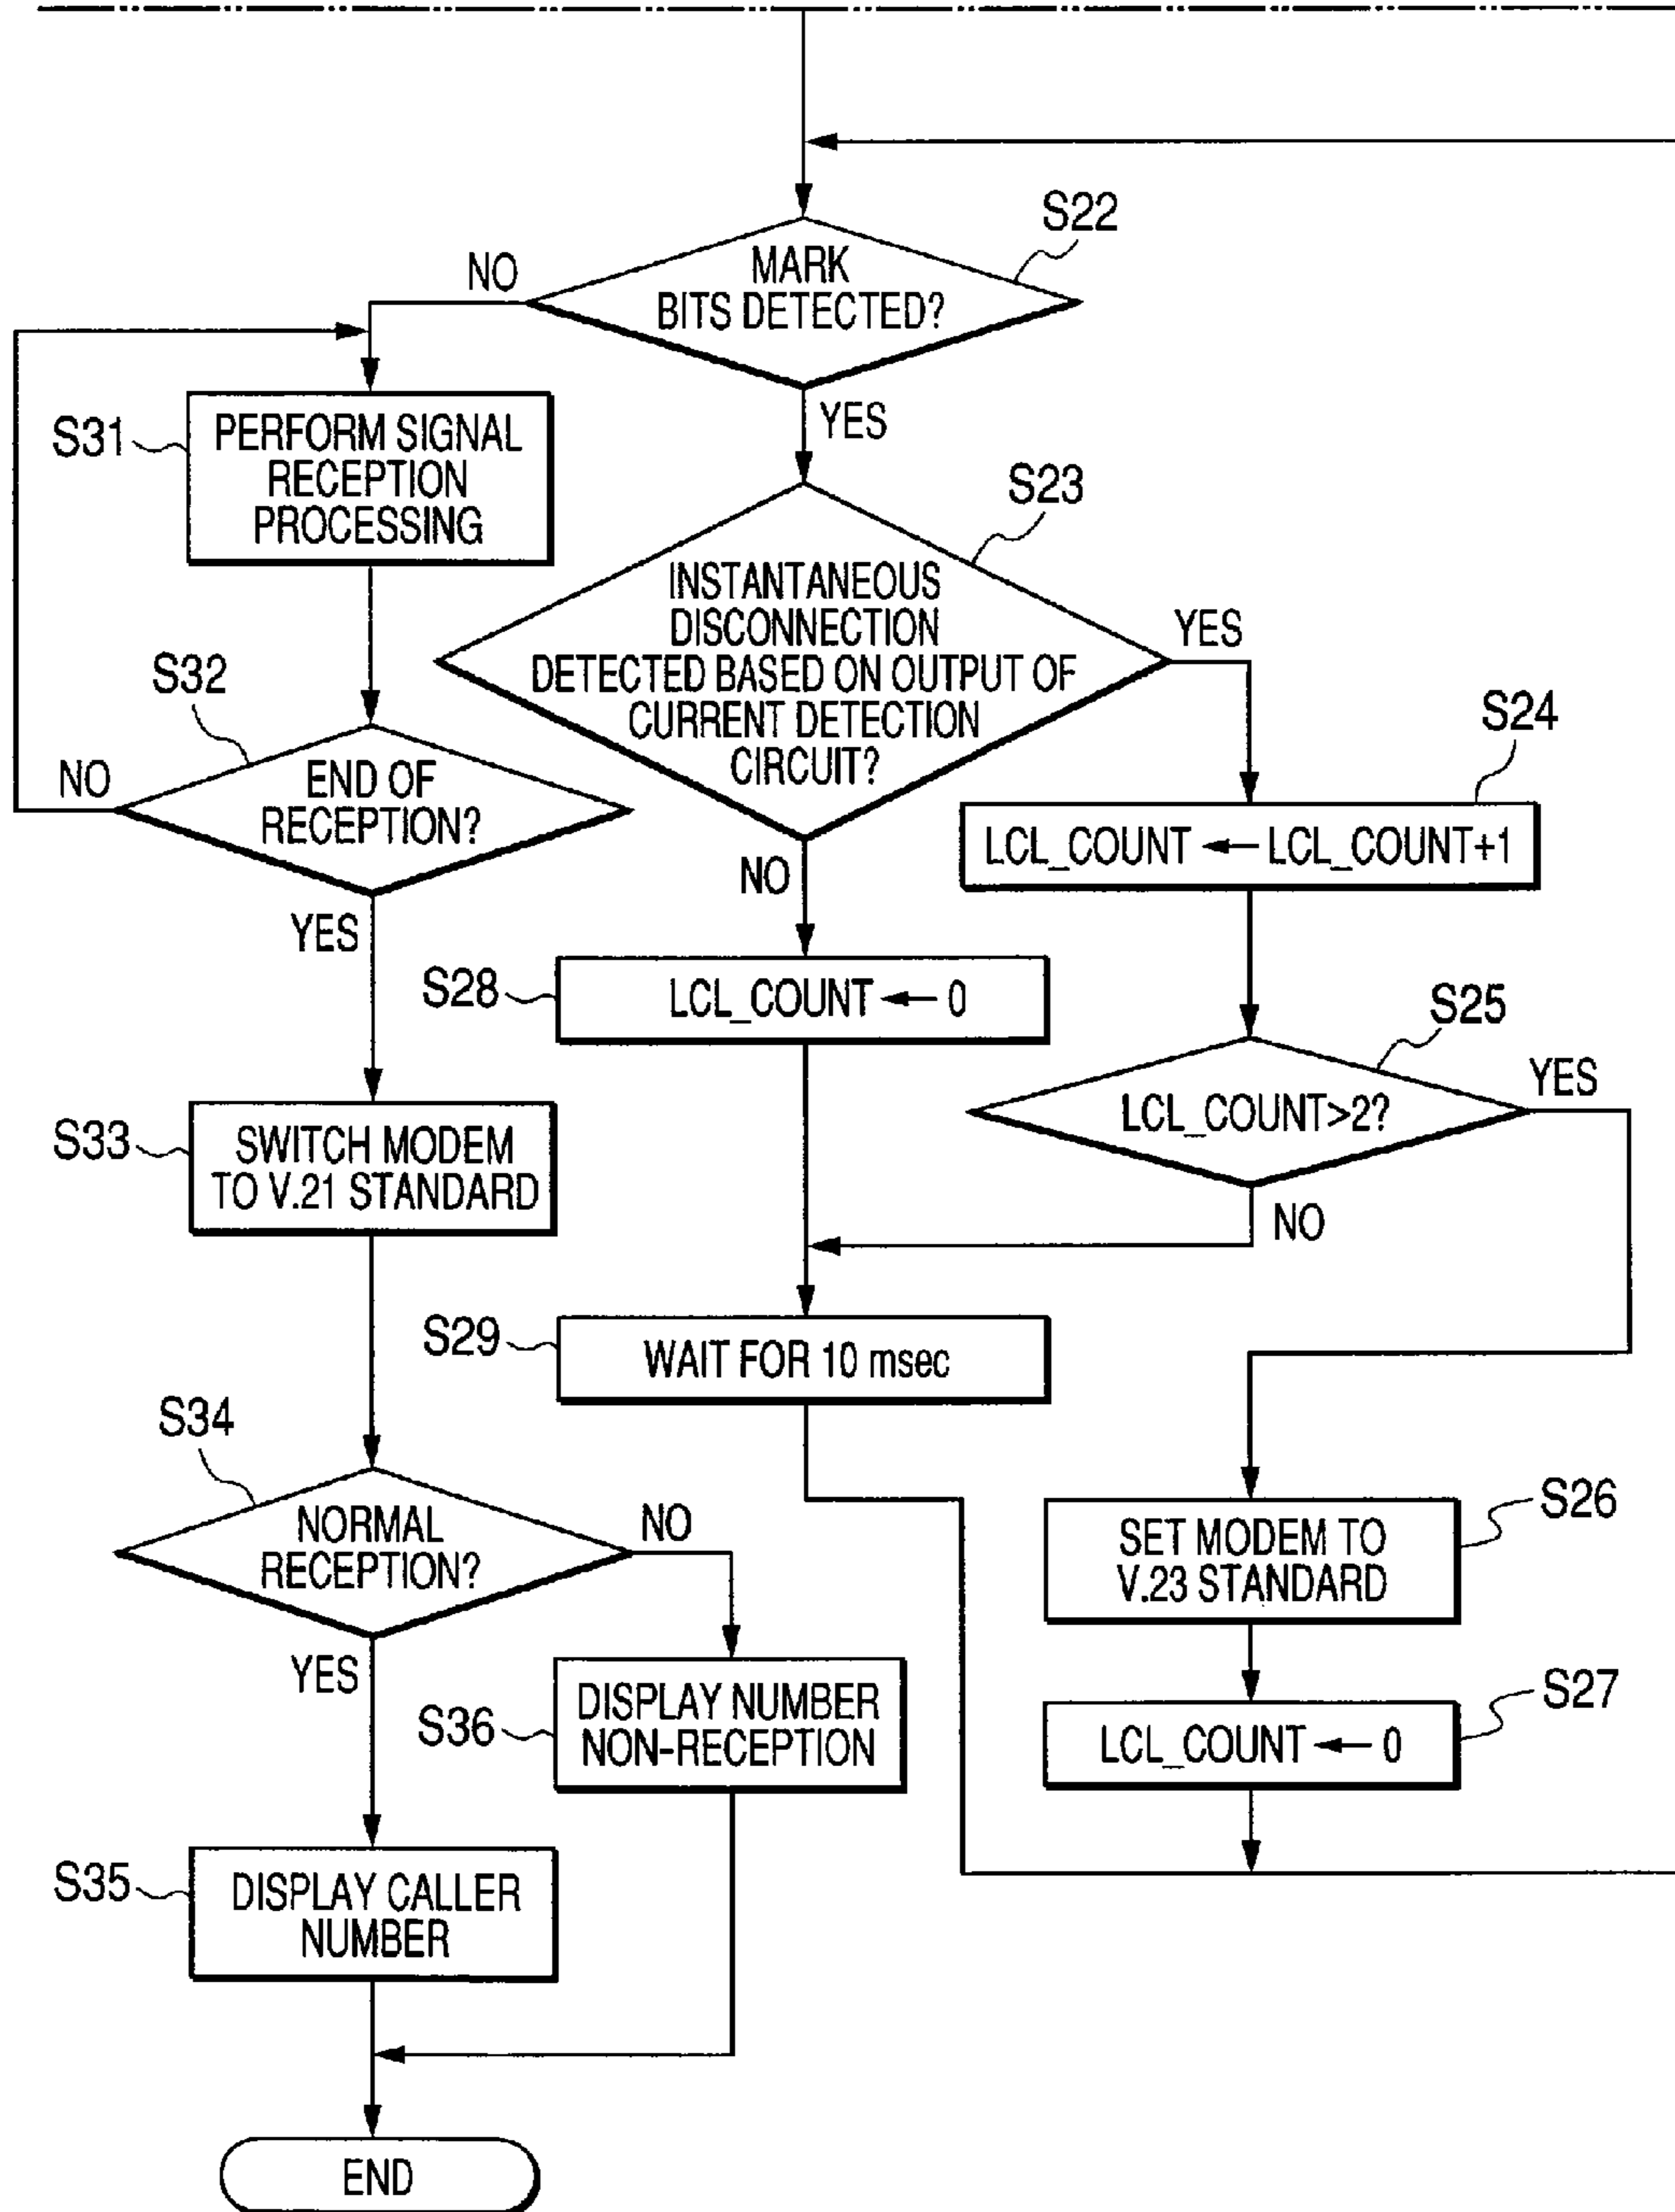 S22
MARK
BITS DETECTED?
NO
YES
S31
PERFORM SIGNAL
RECEPTION
PROCESSING
S23
INSTANTANEOUS
DISCONNECTION
DETECTED BASED ON OUTPUT OF
CURRENT DETECTION
CIRCUIT?
YES
NO
S32
END OF
RECEPTION?
NO
YES
S24
LCL_COUNT ← LCL_COUNT+1
S28
LCL_COUNT ← 0
S25
LCL_COUNT>2?
YES
NO
S33
SWITCH MODEM
TO V.21 STANDARD
S29
WAIT FOR 10 msec
S34
NORMAL
RECEPTION?
NO
YES
S26
SET MODEM TO
V.23 STANDARD
S36
DISPLAY NUMBER
NON-RECEPTION
S27
LCL_COUNT ← 0
S35
DISPLAY CALLER
NUMBER
END